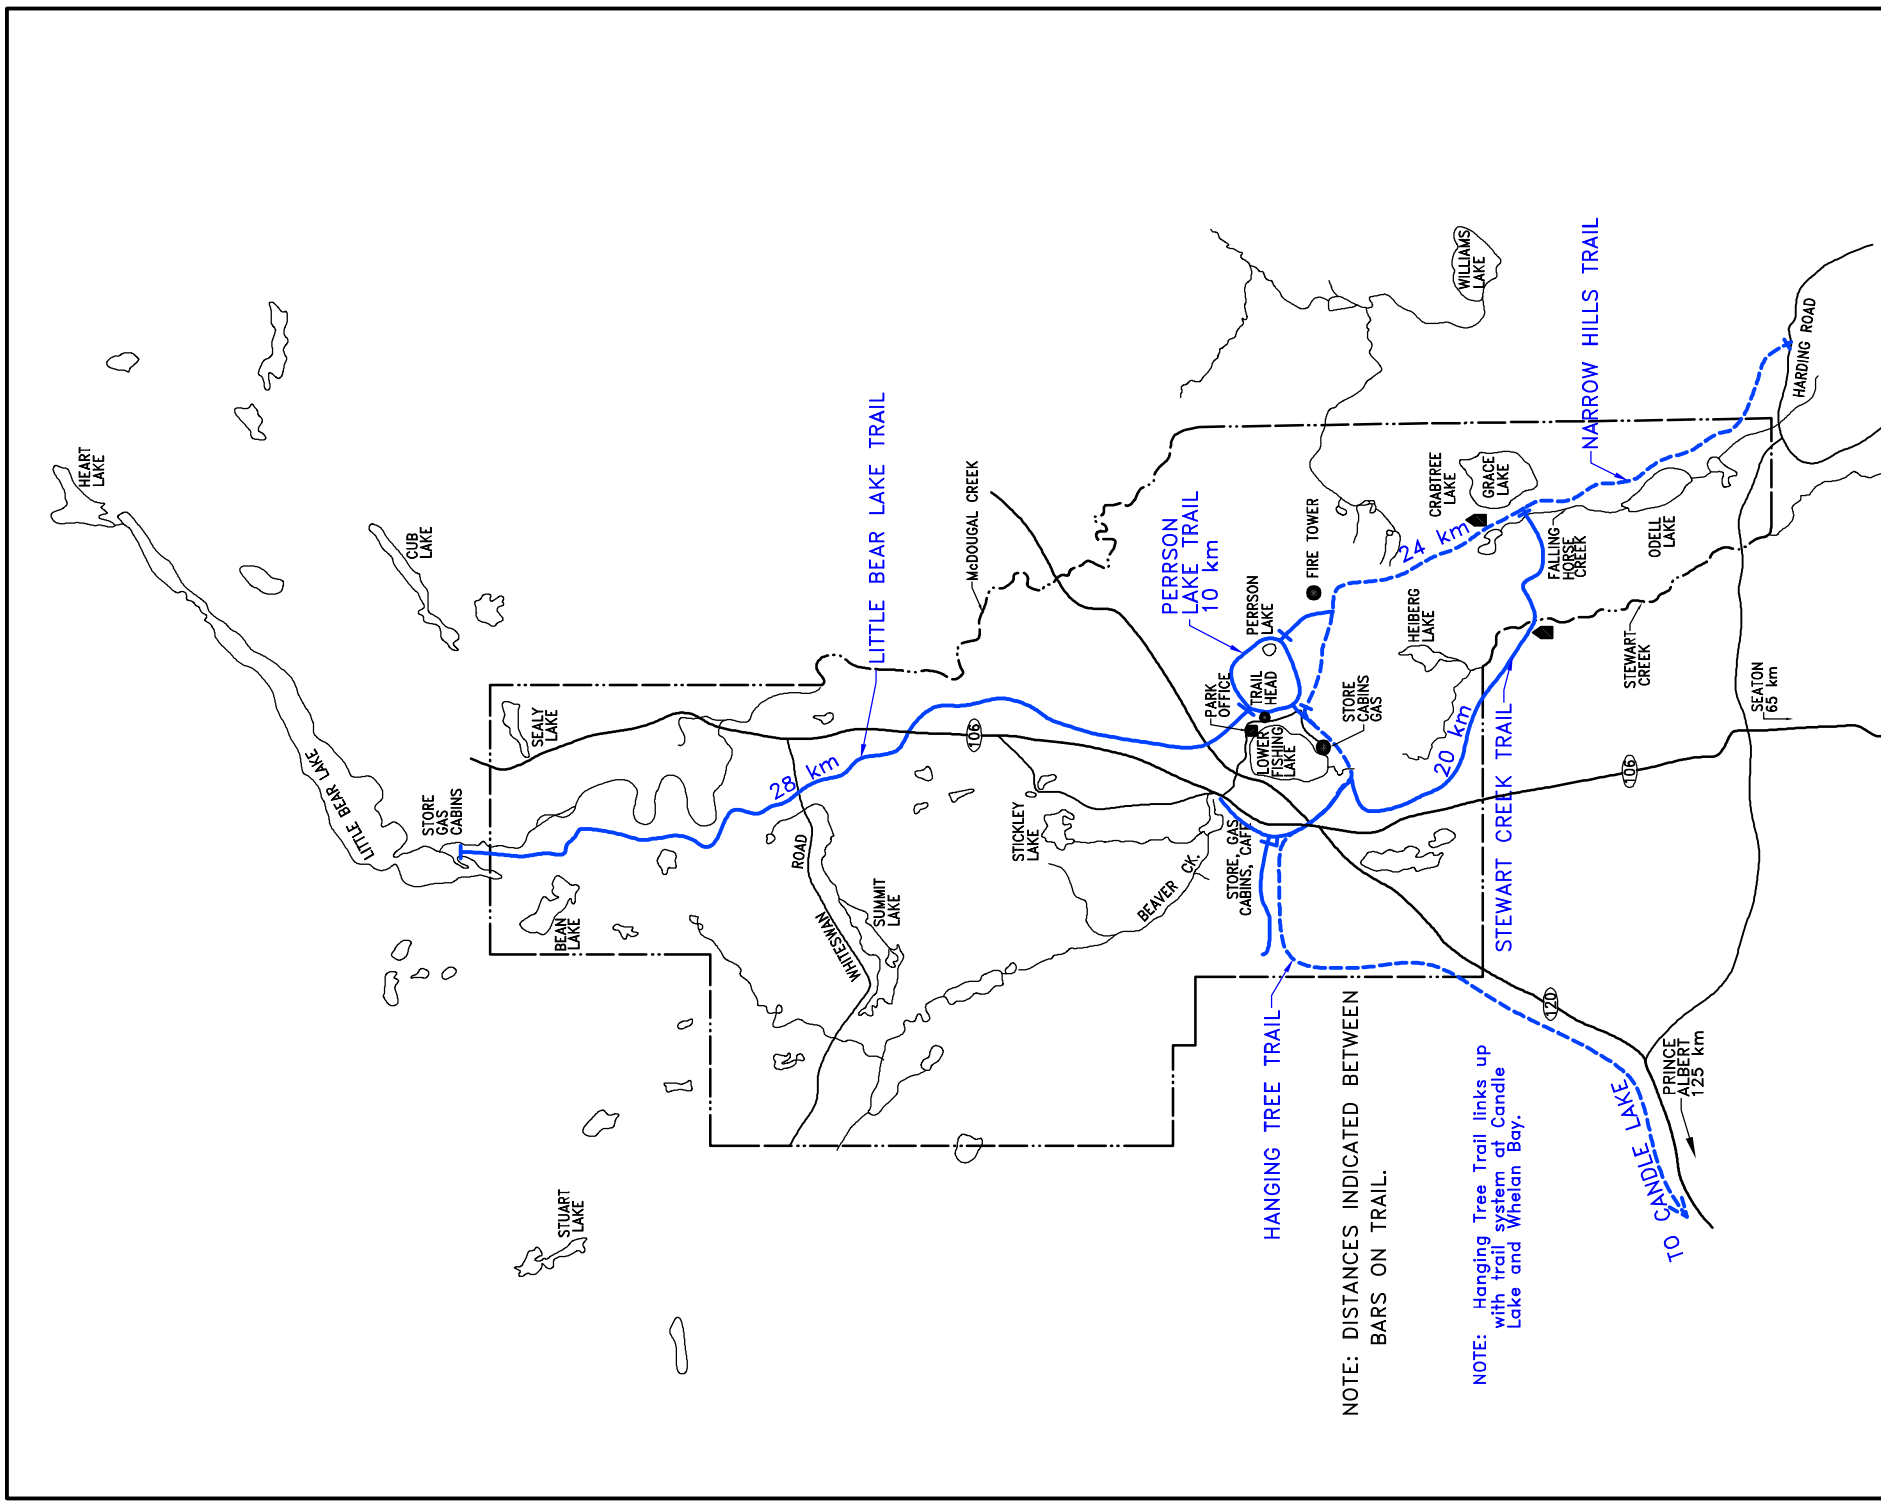 HEART
LAKE
CUB
LAKE
LITTLE BEAR LAKE
STORE
GAS
CABINS
SEALY
LAKE
BEAN
LAKE
STUART
LAKE
28 km
LITTLE BEAR LAKE TRAIL
WHITESWAN
ROAD
SUMMIT
LAKE
McDOUGAL CREEK
106
STICKLEY
LAKE
BEAVER CK.
PERRSON
LAKE TRAIL
10 km
PARK
OFFICE
TRAIL
HEAD
PERRSON
LAKE
FIRE TOWER
LOWER
FISHING
LAKE
STORE
CABINS
GAS
STORE, GAS,
CABINS, CAFE
HANGING TREE TRAIL
NOTE: DISTANCES INDICATED BETWEEN
BARS ON TRAIL.
HEIBERG
LAKE
24 km
CRABTREE
LAKE
GRACE
LAKE
WILLIAMS
LAKE
20 km
STEWART CREEK TRAIL
NOTE: Hanging Tree Trail links up
with trail system at Candle
Lake and Whelan Bay.
FALLING
HORSE
CREEK
NARROW HILLS TRAIL
120
STEWART
CREEK
106
ODELL
LAKE
TO CANDLE LAKE
PRINCE
ALBERT
125 km
SEATON
65 km
HARDING ROAD